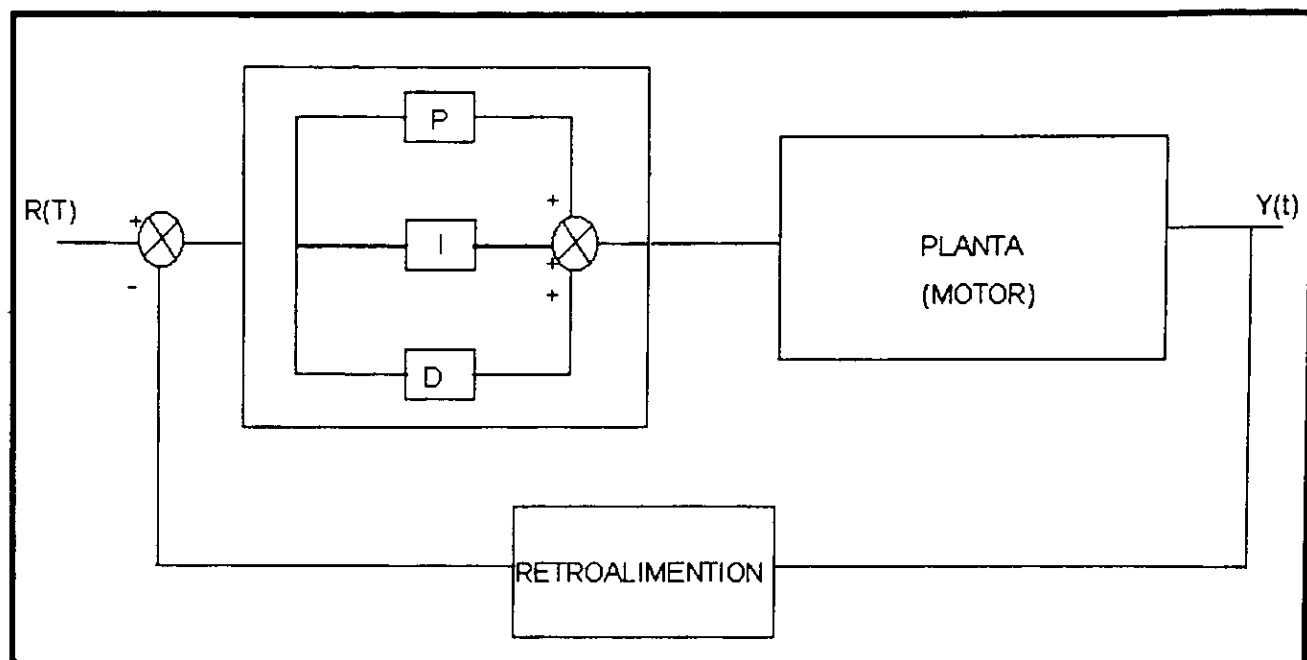 P
R(T)
+
+
I
+
+
-
D
PLANTA
(MOTOR)
Y(t)
RETROALIMENTION